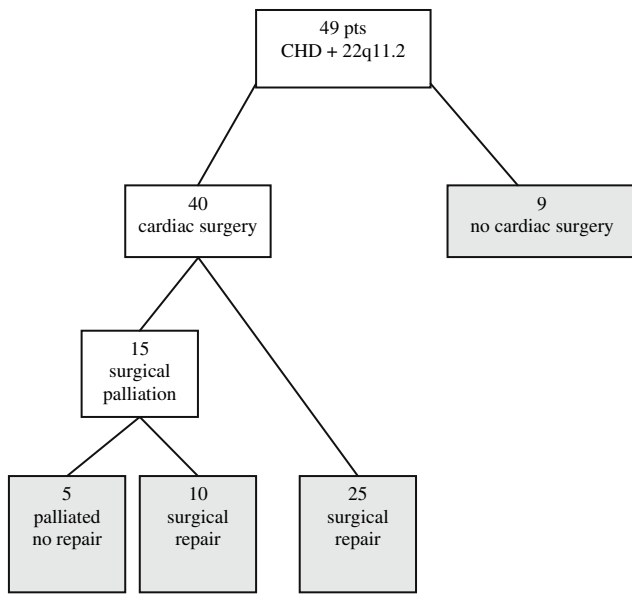 49 pts
CHD + 22q11.2
40
cardiac surgery
9
no cardiac surgery
15
surgical
palliation
5
palliated
no repair
10
surgical
repair
25
surgical
repair